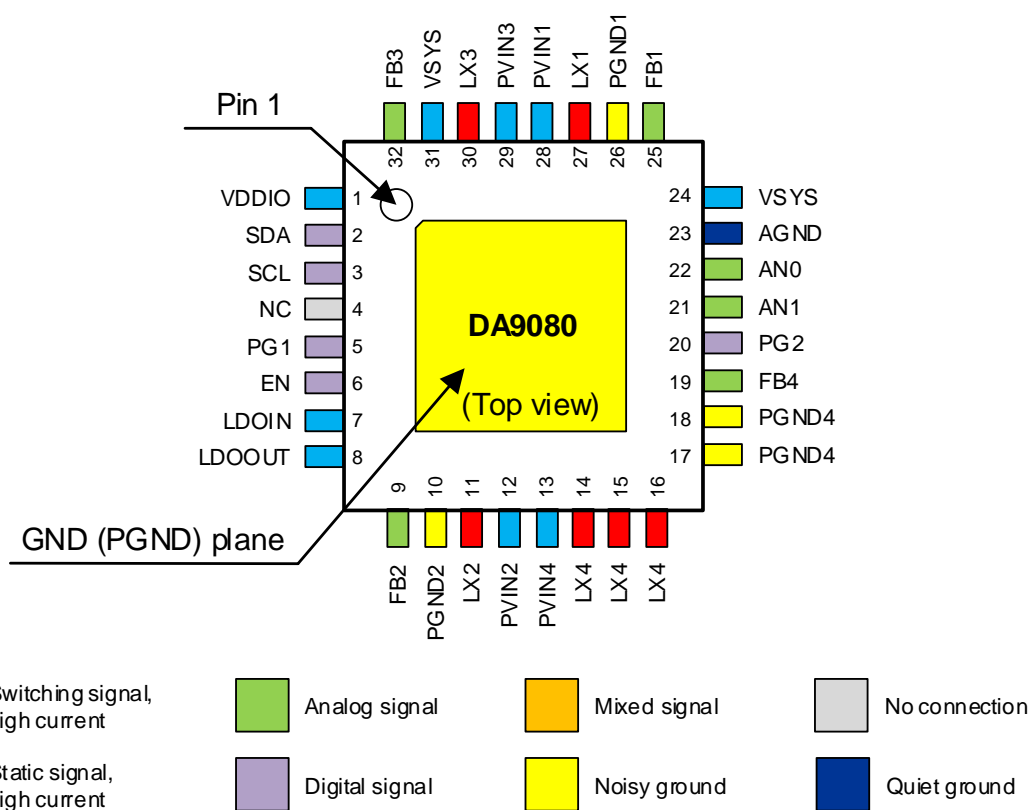 FB3 VSYS LX3 PVIN3 PVIN1 LX1 PGND1 FB1
Pin 1
32 31 30 29 28 27 26 25
VDDIO 1
SDA 2
SCL 3
NC 4
PG1 5
EN 6
LDOIN 7
LDOOUT 8
24 VSYS
23 AGND
22 AN0
21 AN1
20 PG2
19 FB4
18 PGND4
17 PGND4
DA9080
(Top view)
9 10 11 12 13 14 15 16
GND (PGND) plane
FB2 PGND2 LX2 PVIN2 PVIN4 LX4 LX4 LX4
witching signal,
igh current
Analog signal
Mixed signal
No connection
tatic signal,
igh current
Digital signal
Noisy ground
Quiet ground